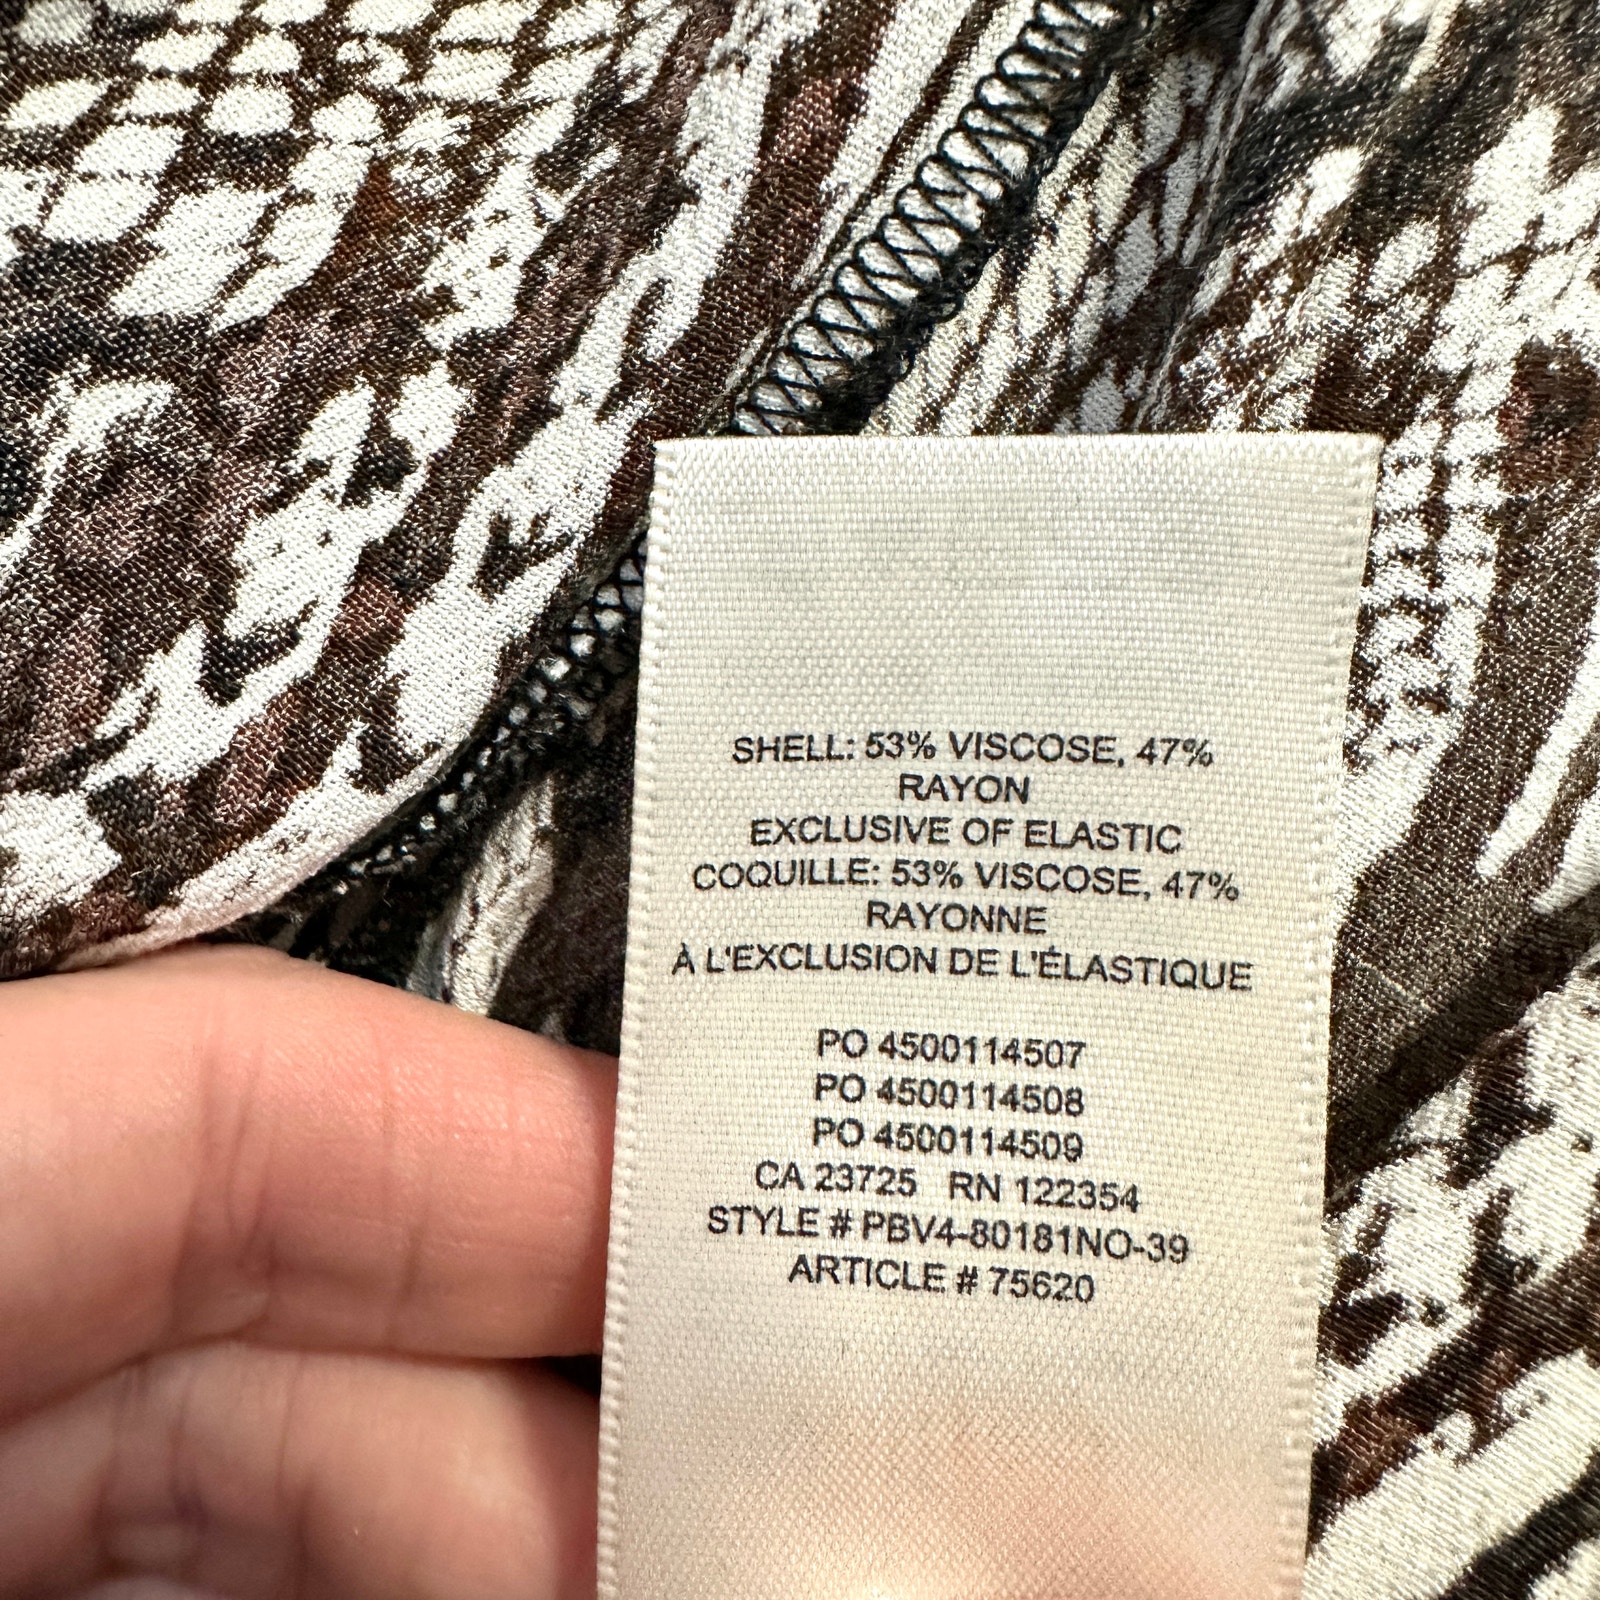 SHELL: 53% VISCOSE, 47%
RAYON
EXCLUSIVE OF ELASTIC
COQUILLE: 53% VISCOSE, 47%
RAYONNE
À L'EXCLUSION DE L'ÉLASTIQUE
PO 4500114507
PO 4500114508
PO 4500114509
CA 23725 RN 122354
STYLE # PBV4-80181NO-39
ARTICLE # 75620